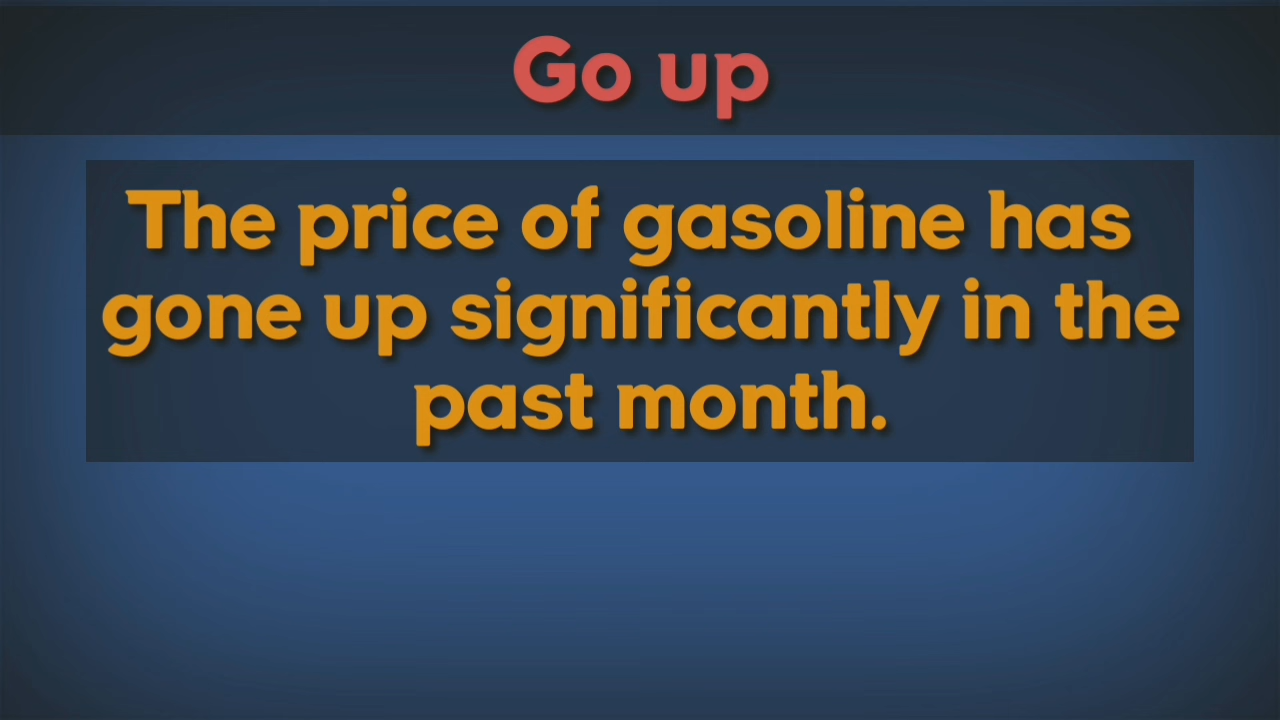 Go up
The price of gasoline has
gone up significantly in the
past month.